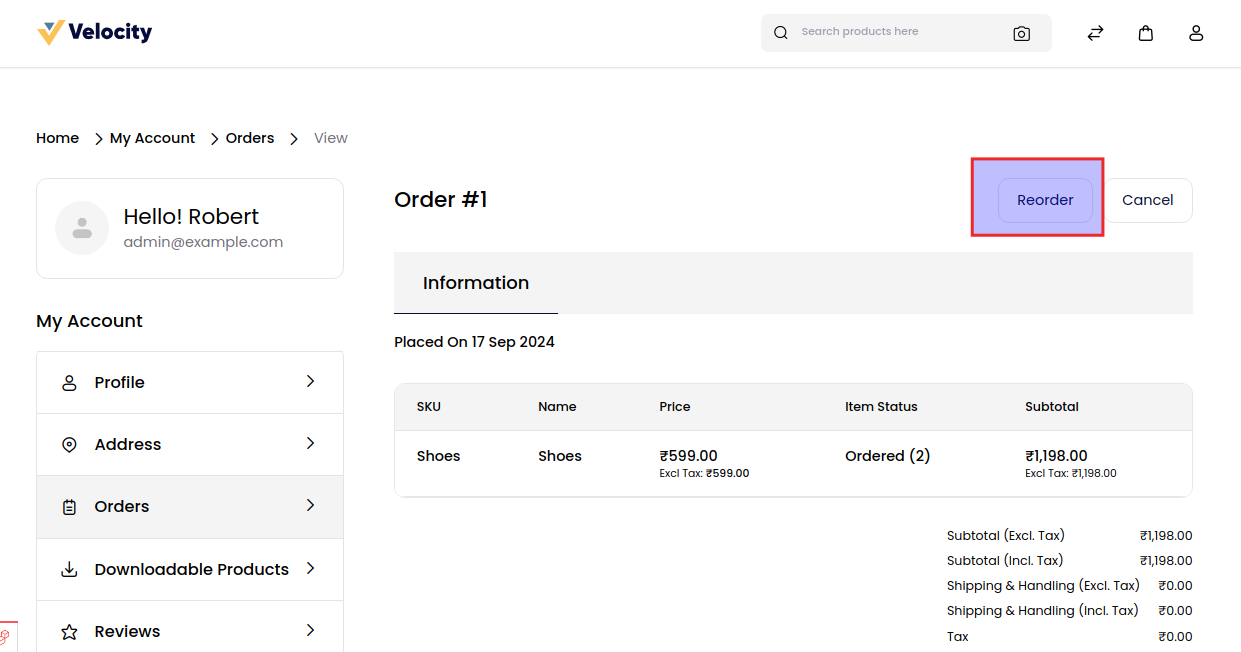 Velocity
Search products here
Home
My Account
Orders
View
Hello! Robert
admin@example.com
My Account
Profile
Address
Orders
Downloadable Products
Reviews
Order #1
Reorder
Cancel
Information
Placed On 17 Sep 2024
SKU Name Price Item Status Subtotal
Shoes Shoes ₹599.00 Ordered (2) ₹1,198.00
Excl Tax: ₹599.00 Excl Tax: ₹1,198.00
Subtotal (Excl. Tax) ₹1,198.00
Subtotal (Incl. Tax) ₹1,198.00
Shipping & Handling (Excl. Tax) ₹0.00
Shipping & Handling (Incl. Tax) ₹0.00
Tax ₹0.00